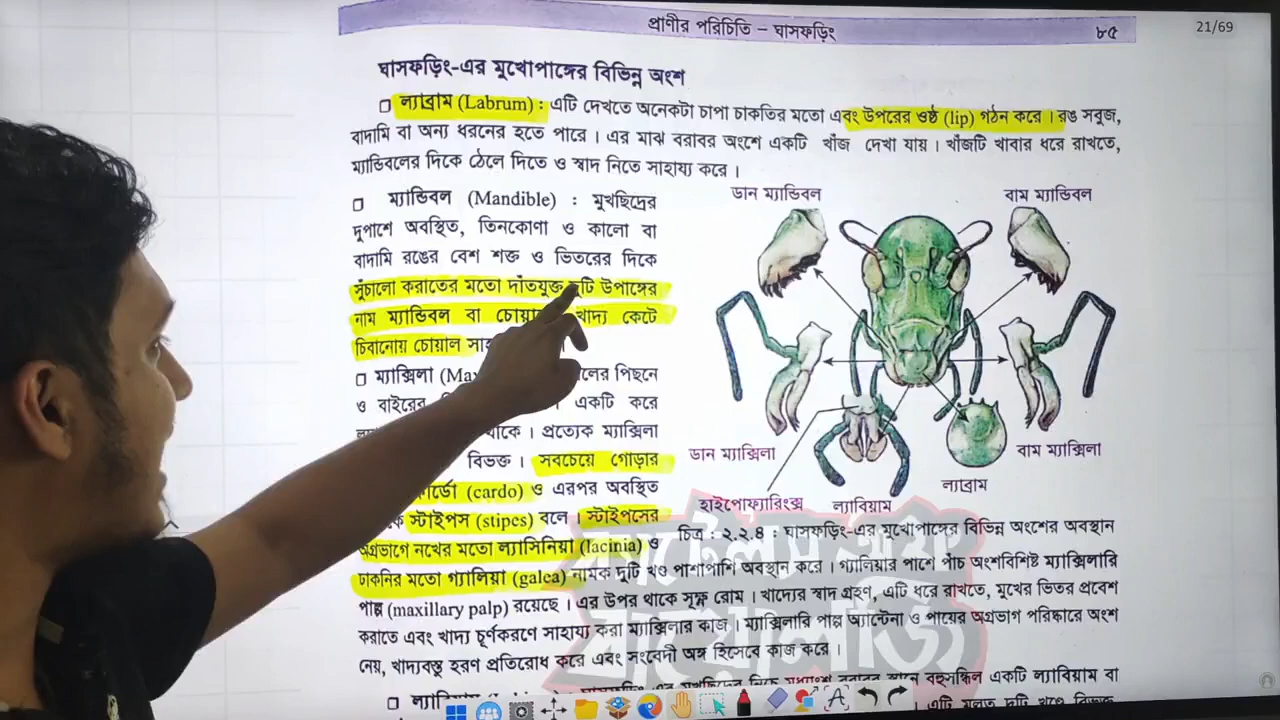 প্রাণীর পরিচিতি – ঘাসফড়িং
৮৫
21/69
ঘাসফড়িং-এর মুখোপাঙ্গের বিভিন্ন অংশ
ল্যাব্রাম (Labrum) : এটি দেখতে অনেকটা চাপা চাকতির মতো এবং উপরের ওষ্ঠ (lip) গঠন করে । রঙ সবুজ,
বাদামি বা অন্য ধরনের হতে পারে । এর মাঝ বরাবর অংশে একটি খাঁজ দেখা যায় । খাঁজটি খাবার ধরে রাখতে,
ম্যান্ডিবলের দিকে ঠেলে দিতে ও স্বাদ নিতে সাহায্য করে ।
ম্যান্ডিবল (Mandible) : মুখছিদ্রের
দুপাশে অবস্থিত, তিনকোণা ও কালো বা
বাদামি রঙের বেশ শক্ত ও ভিতরের দিকে
সুঁচালো করাতের মতো দাঁতযুক্ত উপাঙ্গের
নাম ম্যান্ডিবল বা খাদ্য কেটে
চিবানোয় চোয়াল
ম্যাক্সিলা পিছনে
ও বাইরের একটি করে
থাকে । প্রত্যেক ম্যাক্সিলা
বিভক্ত । সবচেয়ে গোড়ার
কার্ডো (cardo) ও এরপর অবস্থিত
স্টাইপস (stipes) বলে । স্টাইপসের
অগ্রভাগে নখের মতো ল্যাসিনিয়া (lacinia) ও
ঢাকনির মতো গ্যালিয়া (galea) নামক দুটি খণ্ড পাশাপাশি অবস্থান করে । গ্যালিয়ার পাশে পাঁচ অংশবিশিষ্ট ম্যাক্সিলারি
পাল্প (maxillary palp) রয়েছে । এর উপর থাকে সূক্ষ্ম রোম । খাদ্যের স্বাদ গ্রহণ, এটি ধরে রাখতে, মুখের ভিতর প্রবেশ
করাতে এবং খাদ্য চূর্ণকরণে সাহায্য করা ম্যাক্সিলার কাজ । ম্যাক্সিলারি পাল্প অ্যান্টেনা ও পায়ের অগ্রভাগ পরিষ্কারে অংশ
নেয়, খাদ্যবস্তু হরণ প্রতিরোধ করে এবং সংবেদী অঙ্গ হিসেবে কাজ করে ।
একটি ল্যাবিয়াম বা
ডান ম্যান্ডিবল
বাম ম্যান্ডিবল
ডান ম্যাক্সিলা
বাম ম্যাক্সিলা
ল্যাব্রাম
হাইপোফ্যারিংক্স
ল্যাবিয়াম
চিত্র : ২.২.৪ : ঘাসফড়িং-এর মুখোপাঙ্গের বিভিন্ন অংশের অবস্থান
বায়োলজি